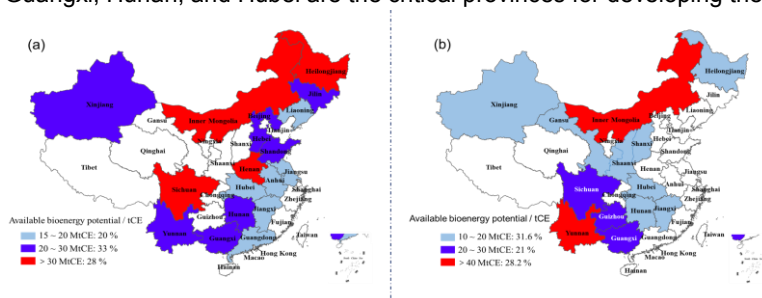 Guangxi, Hunan, and Hubei are the critical provinces for developing the
(a)
Heilongjiang
Jilin
Liaoning
Xinjiang
Inner Mongolia
Gansu
Beijing
Tianjin
Hebei
Ningxia
Shanxi
Shandong
Qinghai
Shaanxi
Henan
Jiangsu
Tibet
Anhui
Shanghai
Sichuan
Hubei
Chongqing
Zhejiang
Hunan
Jiangxi
Guizhou
Fujian
Yunnan
Guangxi
Guangdong
Taiwan
Hong Kong
Macao
Hainan
Available bioenergy potential / tCE
15 ~ 20 MtCE: 20 %
20 ~ 30 MtCE: 33 %
> 30 MtCE: 28 %
(b)
Heilongjiang
Jilin
Liaoning
Xinjiang
Inner Mongolia
Gansu
Beijing
Tianjin
Hebei
Ningxia
Shanxi
Shandong
Qinghai
Shaanxi
Henan
Jiangsu
Tibet
Anhui
Shanghai
Sichuan
Hubei
Chongqing
Zhejiang
Hunan
Jiangxi
Guizhou
Fujian
Yunnan
Guangxi
Guangdong
Taiwan
Hong Kong
Macao
Hainan
Available bioenergy potential / tCE
10 ~ 20 MtCE: 31.6 %
20 ~ 30 MtCE: 21 %
> 40 MtCE: 28.2 %